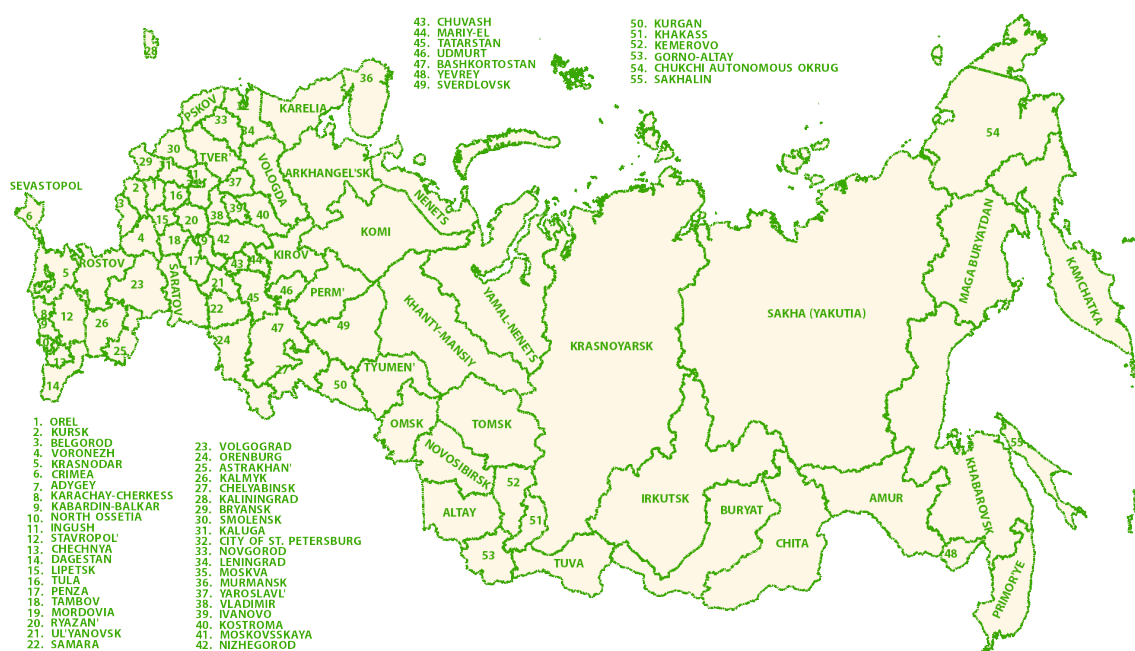 43. CHUVASH
44. MARIY-EL
45. TATARSTAN
46. UDMURT
47. BASHKORTOSTAN
48. YEVREY
49. SVERDLOVSK
50. KURGAN
51. KHAKASS
52. KEMEROVO
53. GORNO-ALTAY
54. CHUKCHI AUTONOMOUS OKRUG
55. SAKHALIN
28
36
PSKOV
KARELIA
33
34
54
30
29
TVER'
VOLOGDA
ARKHANGEL'SK
37
SEVASTOPOL
2
1
16
3
39
NENETS
6
15
20
38
40
KOMI
MAGA BURYATDAN
4
18
19
42
KIROV
ROSTOV
17
43
44
KAMCHATKA
5
23
SARATOV
21
45
46
PERM'
YAMAL-NENETS
8
9
12
26
22
47
49
KHANTY-MANSIY
SAKHA (YAKUTIA)
24
KRASNOYARSK
25
13
14
27
50
TYUMEN'
OMSK
TOMSK
NOVOSIBIRSK
55
52
KHABAROVSK
ALTAY
51
IRKUTSK
BURYAT
AMUR
53
TUVA
CHITA
48
PRIMOR'YE
1. OREL
2. KURSK
3. BELGOROD
4. VORONEZH
5. KRASNODAR
6. CRIMEA
7. ADYGEY
8. KARACHAY-CHERKESS
9. KABARDIN-BALKAR
10. NORTH OSSETIA
11. INGUSH
12. STAVROPOL'
13. CHECHNYA
14. DAGESTAN
15. LIPETSK
16. TULA
17. PENZA
18. TAMBOV
19. MORDOVIA
20. RYAZAN'
21. UL'YANOVSK
22. SAMARA
23. VOLGOGRAD
24. ORENBURG
25. ASTRAKHAN'
26. KALMYK
27. CHELYABINSK
28. KALININGRAD
29. BRYANSK
30. SMOLENSK
31. KALUGA
32. CITY OF ST. PETERSBURG
33. NOVGOROD
34. LENINGRAD
35. MOSKVA
36. MURMANSK
37. YAROSLAVL'
38. VLADIMIR
39. IVANOVO
40. KOSTROMA
41. MOSKOVSSKAYA
42. NIZHEGOROD